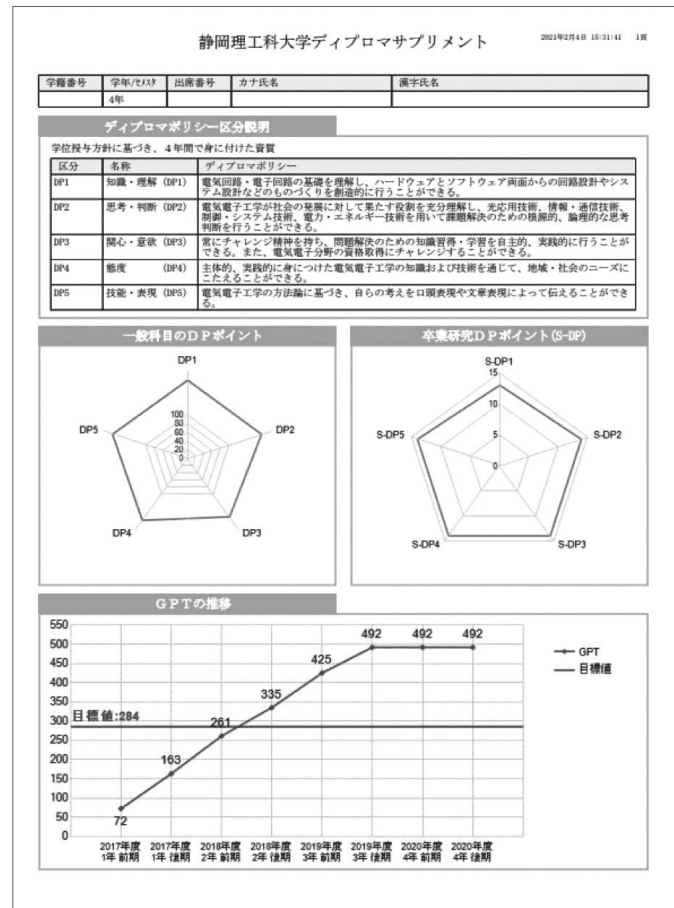 静岡理工科大学ディプロマサプリメント
2021年2月4日 15:31:41 1頁
学籍番号 学年/ｾﾒｽﾀ 出席番号 カナ氏名 漢字氏名
4年
ディプロマポリシー区分説明
学位授与方針に基づき、4年間で身に付けた資質
区分 名称 ディプロマポリシー
DP1 知識・理解 (DP1) 電気回路・電子回路の基礎を理解し、ハードウェアとソフトウェア両面からの回路設計やシス
テム設計などのものづくりを創造的に行うことができる。
DP2 思考・判断 (DP2) 電気電子工学が社会の発展に対して果たす役割を充分理解し、光応用技術、情報・通信技術、
制御・システム技術、電力・エネルギー技術を用いて課題解決のための根源的、論理的な思考
判断を行うことができる。
DP3 関心・意欲 (DP3) 常にチャレンジ精神を持ち、問題解決のための知識習得・学習を自主的、実践的に行うことが
できる。また、電気電子分野の資格取得にチャレンジすることができる。
DP4 態度 (DP4) 主体的、実践的に身につけた電気電子工学の知識および技術を通じて、地域・社会のニーズに
こたえることができる。
DP5 技能・表現 (DP5) 電気電子工学の方法論に基づき、自らの考えを口頭表現や文章表現によって伝えることができ
る。
一般科目のＤＰポイント
DP1
100
80
60
40
20
0
DP5
DP2
DP4
DP3
卒業研究ＤＰポイント(S-DP)
S-DP1
15
10
5
0
S-DP5
S-DP2
S-DP4
S-DP3
ＧＰＴの推移
550
500
450
400
350
300
250
200
150
100
50
0
目標値:284
72
163
261
335
425
492
492
492
GPT
目標値
2017年度 2017年度 2018年度 2018年度 2019年度 2019年度 2020年度 2020年度
1年 前期 1年 後期 2年 前期 2年 後期 3年 前期 3年 後期 4年 前期 4年 後期